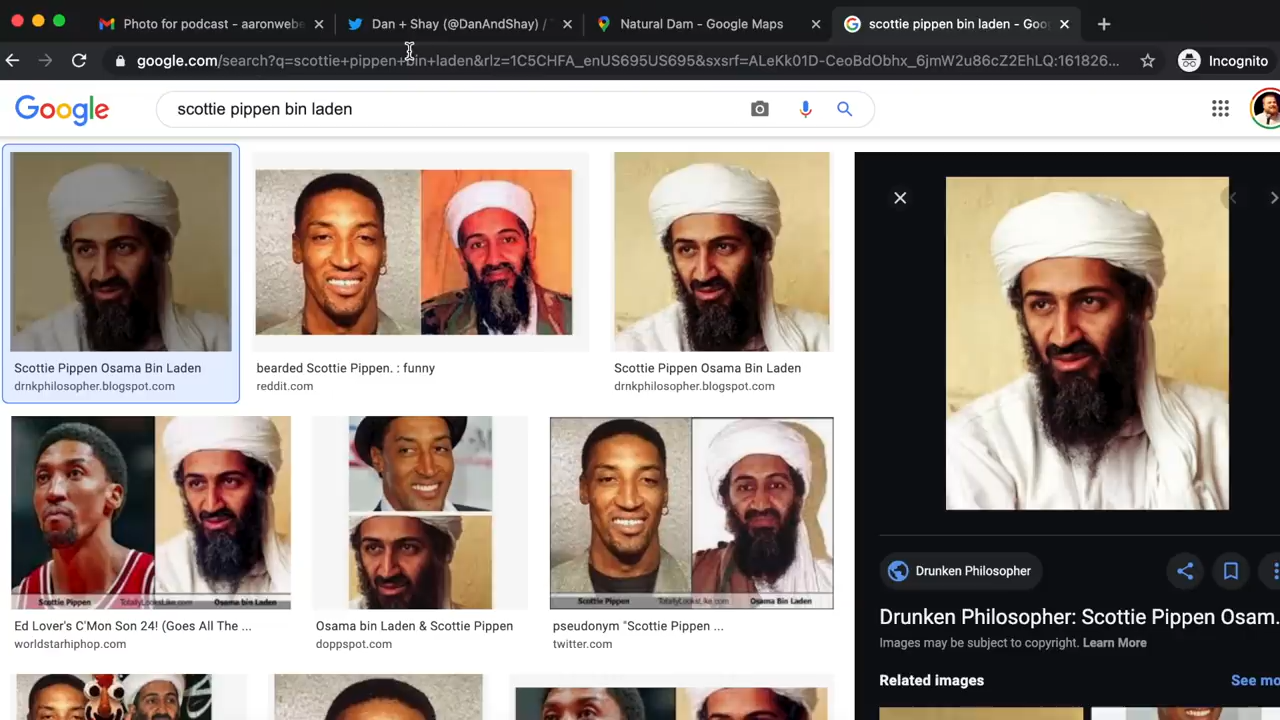 Photo for podcast - aaronwebe
Dan + Shay (@DanAndShay) /
Natural Dam - Google Maps
scottie pippen bin laden - Goo
google.com/search?q=scottie+pippen+bin+laden&rlz=1C5CHFA_enUS695US695&sxsrf=ALeKk01D-CeoBdObhx_6jmW2u86cZ2EhLQ:161826...
Incognito
Google
scottie pippen bin laden
Scottie Pippen Osama Bin Laden
drnkphilosopher.blogspot.com
bearded Scottie Pippen. : funny
reddit.com
Scottie Pippen Osama Bin Laden
drnkphilosopher.blogspot.com
Scottie Pippen
TotallyLooksLike.com
Osama bin Laden
Ed Lover's C'Mon Son 24! (Goes All The ...
worldstarhiphop.com
Osama bin Laden & Scottie Pippen
doppspot.com
Scottie Pippen
TotallyLooksLike.com
Osama bin Laden
pseudonym "Scottie Pippen ...
twitter.com
Drunken Philosopher
Drunken Philosopher: Scottie Pippen Osam...
Images may be subject to copyright. Learn More
Related images
See mo